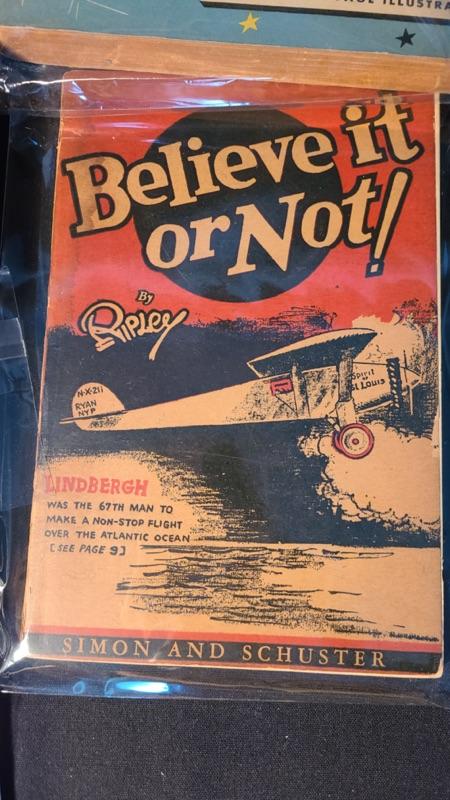 Believe it
or Not!
By
Ripley
N-X-211
RYAN
NYP
Spirit
of
St Louis
LINDBERGH
WAS THE 67TH MAN TO
MAKE A NON-STOP FLIGHT
OVER THE ATLANTIC OCEAN
[SEE PAGE 9]
SIMON AND SCHUSTER